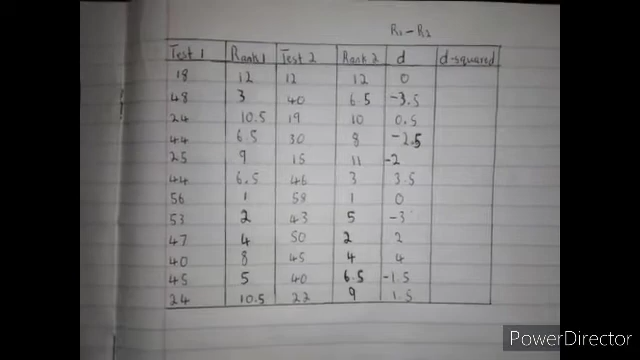 R1 - R2
Test 1 Rank 1 Test 2 Rank 2 d d-squared
18 12 12 12 0
48 3 40 6.5 -3.5
24 10.5 19 10 0.5
44 6.5 30 8 -1.5
25 9 15 11 -2
44 6.5 46 3 3.5
56 1 58 1 0
53 2 43 5 -3
47 4 50 2 2
40 8 45 4 4
45 5 40 6.5 -1.5
24 10.5 22 9 1.5
PowerDirector